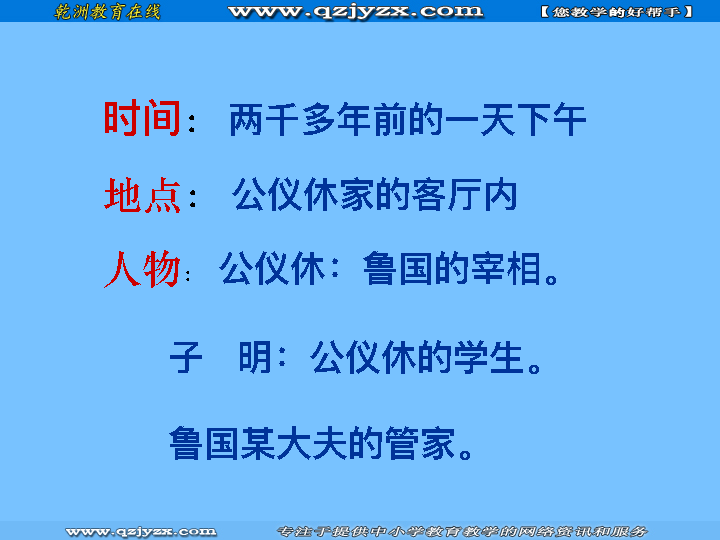 乾洲教育在线 www.qzjyzx.com 【您教学的好帮手】
时间： 两千多年前的一天下午
地点： 公仪休家的客厅内
人物： 公仪休：鲁国的宰相。
子 明：公仪休的学生。
鲁国某大夫的管家。
www.qzjyzx.com 专注于提供中小学教育教学的网络资讯和服务